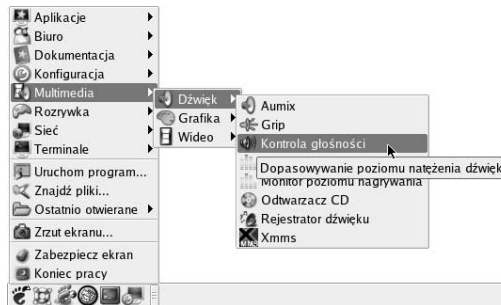 Aplikacje
Biuro
Dokumentacja
Konfiguracja
Multimedia
Rozrywka
Sieć
Terminale
Uruchom program...
Znajdź pliki...
Ostatnio otwierane
Zrzut ekranu...
Zabezpiecz ekran
Koniec pracy
Dźwięk
Grafika
Wideo
Aumix
Grip
Kontrola głośności
Dopasowywanie poziomu natężenia dźwięk
Monitor poziomu nagrywania
Odtwarzacz CD
Rejestrator dźwięku
Xmms